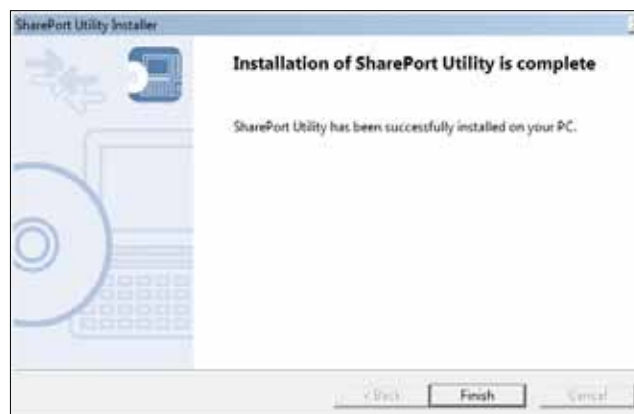 SharePort Utility Installer
Installation of SharePort Utility is complete
SharePort Utility has been successfully installed on your PC.
< Back Finish Cancel